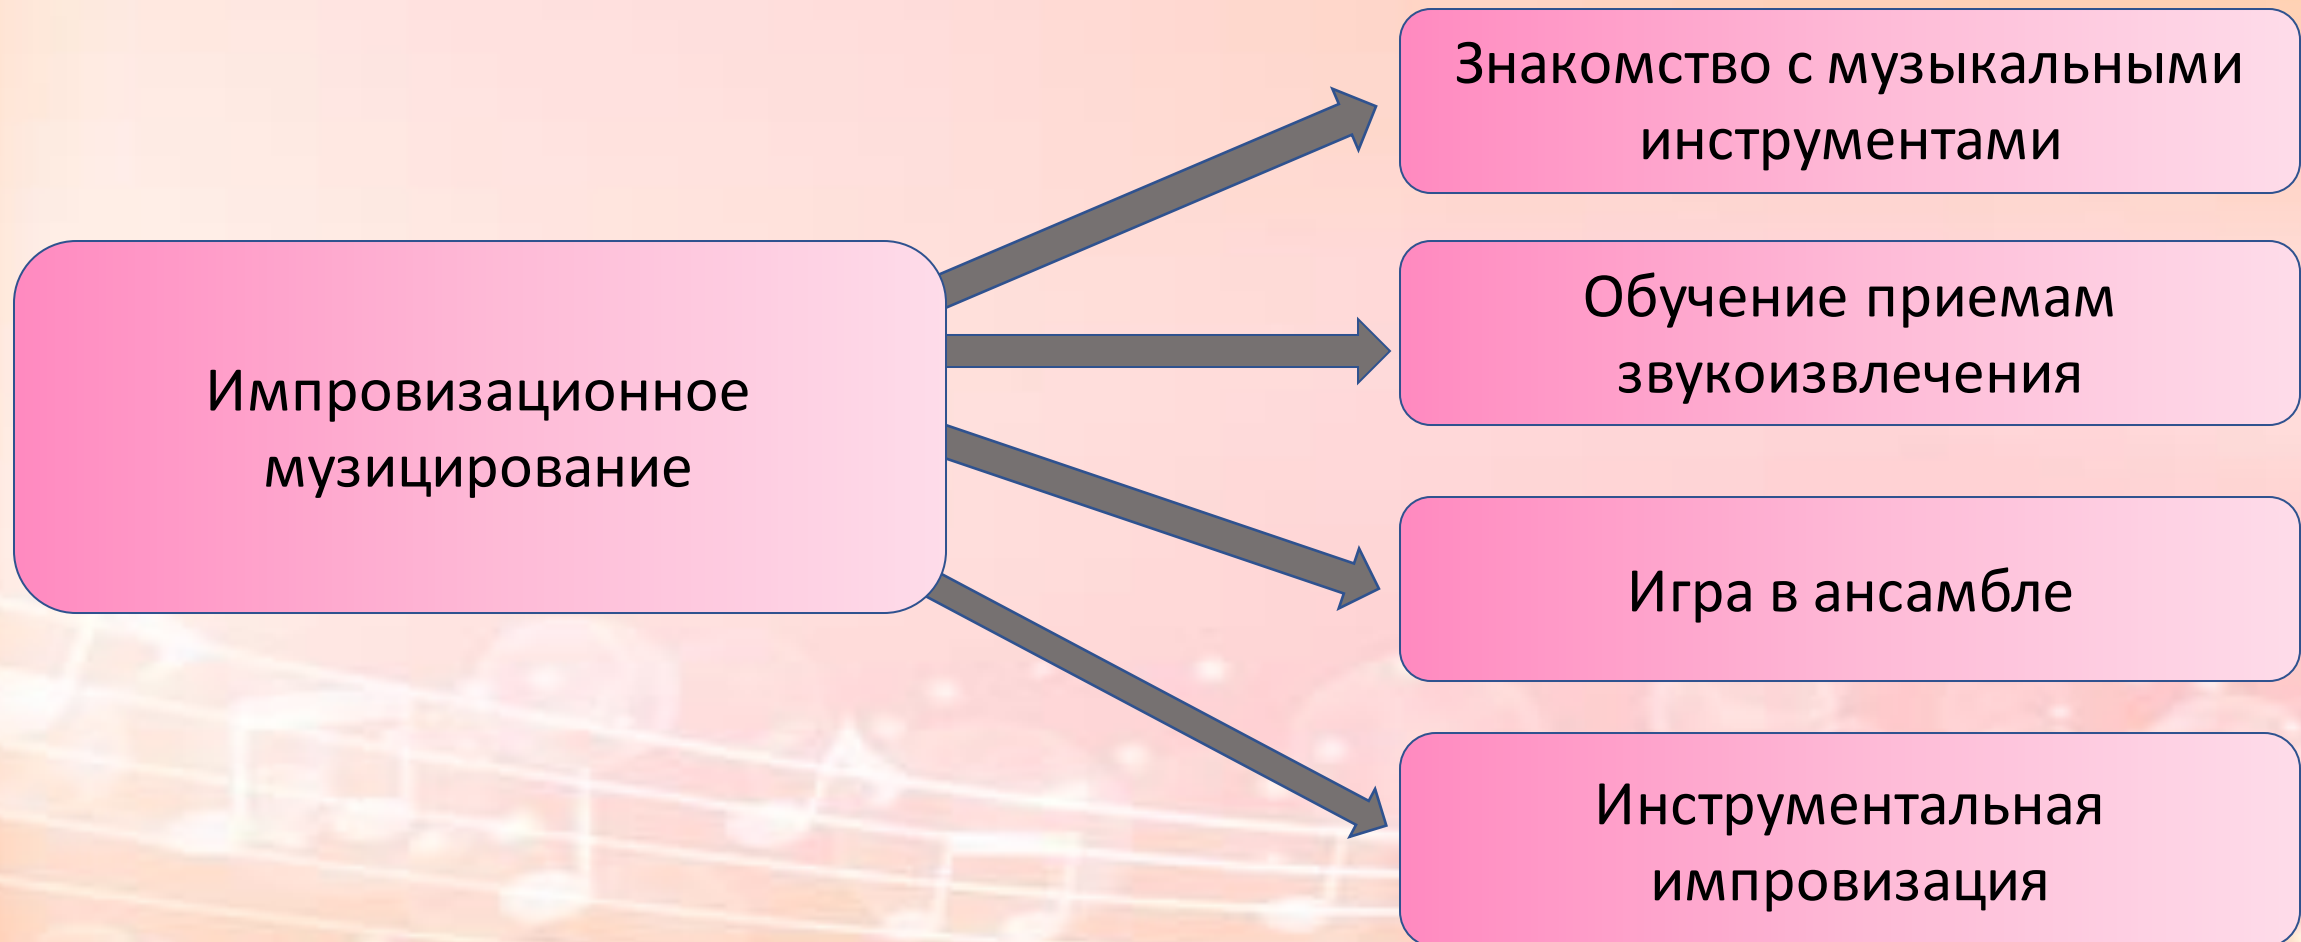 Импровизационное
музицирование
Знакомство с музыкальными
инструментами
Обучение приемам
звукоизвлечения
Игра в ансамбле
Инструментальная
импровизация